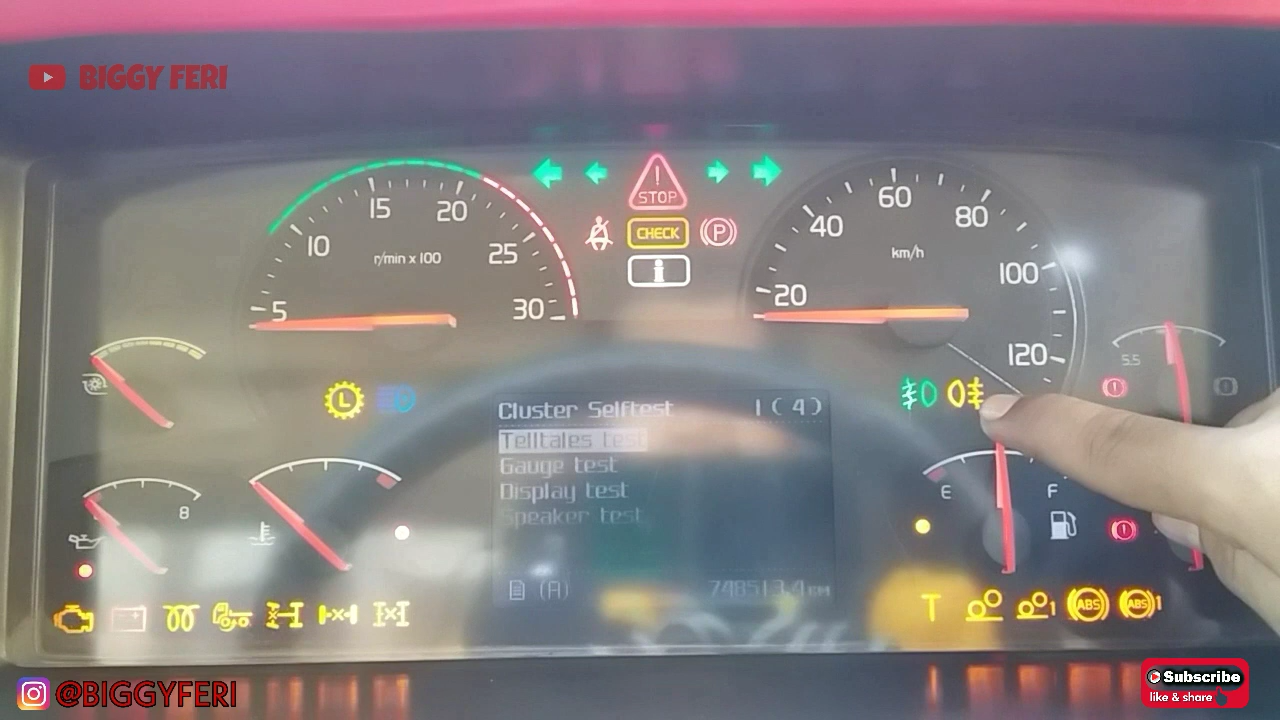 BIGGY FERI
STOP
CHECK
P
i
5
10
15
20
25
30
r/min x 100
20
40
60
80
100
120
km/h
5.5
L
Cluster Selftest 1(4)
Telltales test
Gauge test
Display test
Speaker test
(A) 748513.4 KM
8
E
F
T
1
ABS
ABS 1
@BIGGYFERI
Subscribe
like & share